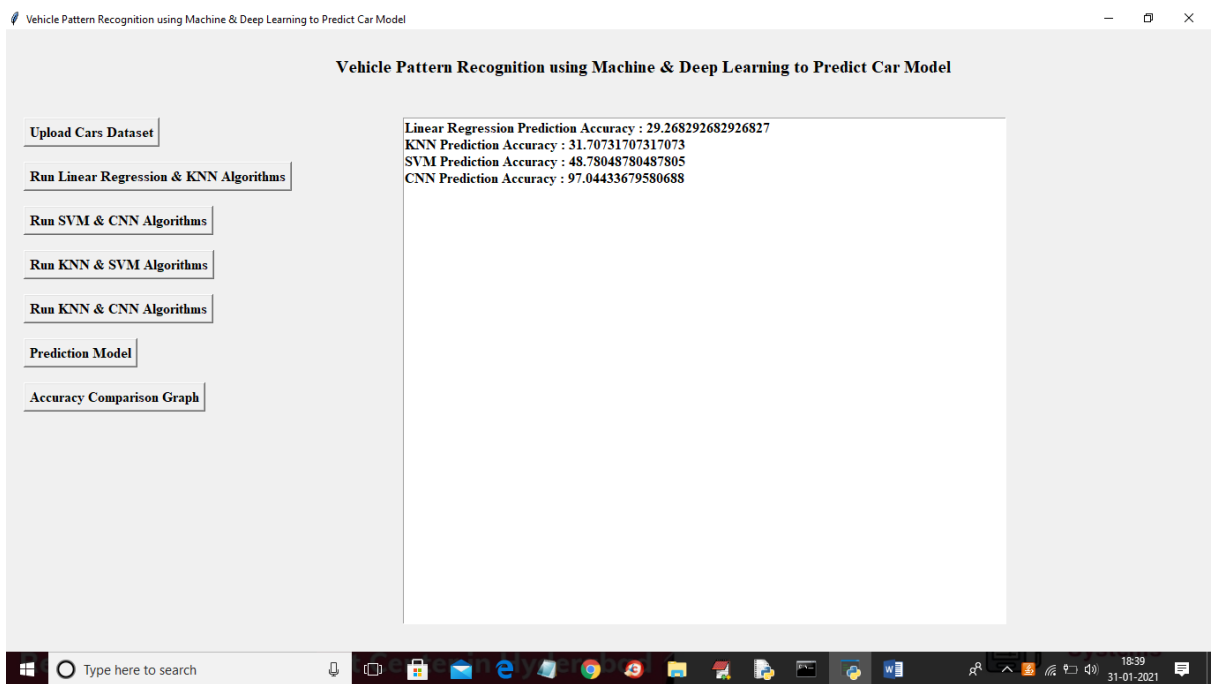 Vehicle Pattern Recognition using Machine & Deep Learning to Predict Car Model
Vehicle Pattern Recognition using Machine & Deep Learning to Predict Car Model
Upload Cars Dataset
Run Linear Regression & KNN Algorithms
Run SVM & CNN Algorithms
Run KNN & SVM Algorithms
Run KNN & CNN Algorithms
Prediction Model
Accuracy Comparison Graph
Linear Regression Prediction Accuracy : 29.268292682926827
KNN Prediction Accuracy : 31.70731707317073
SVM Prediction Accuracy : 48.78048780487805
CNN Prediction Accuracy : 97.04433679580688
Type here to search
18:39
31-01-2021